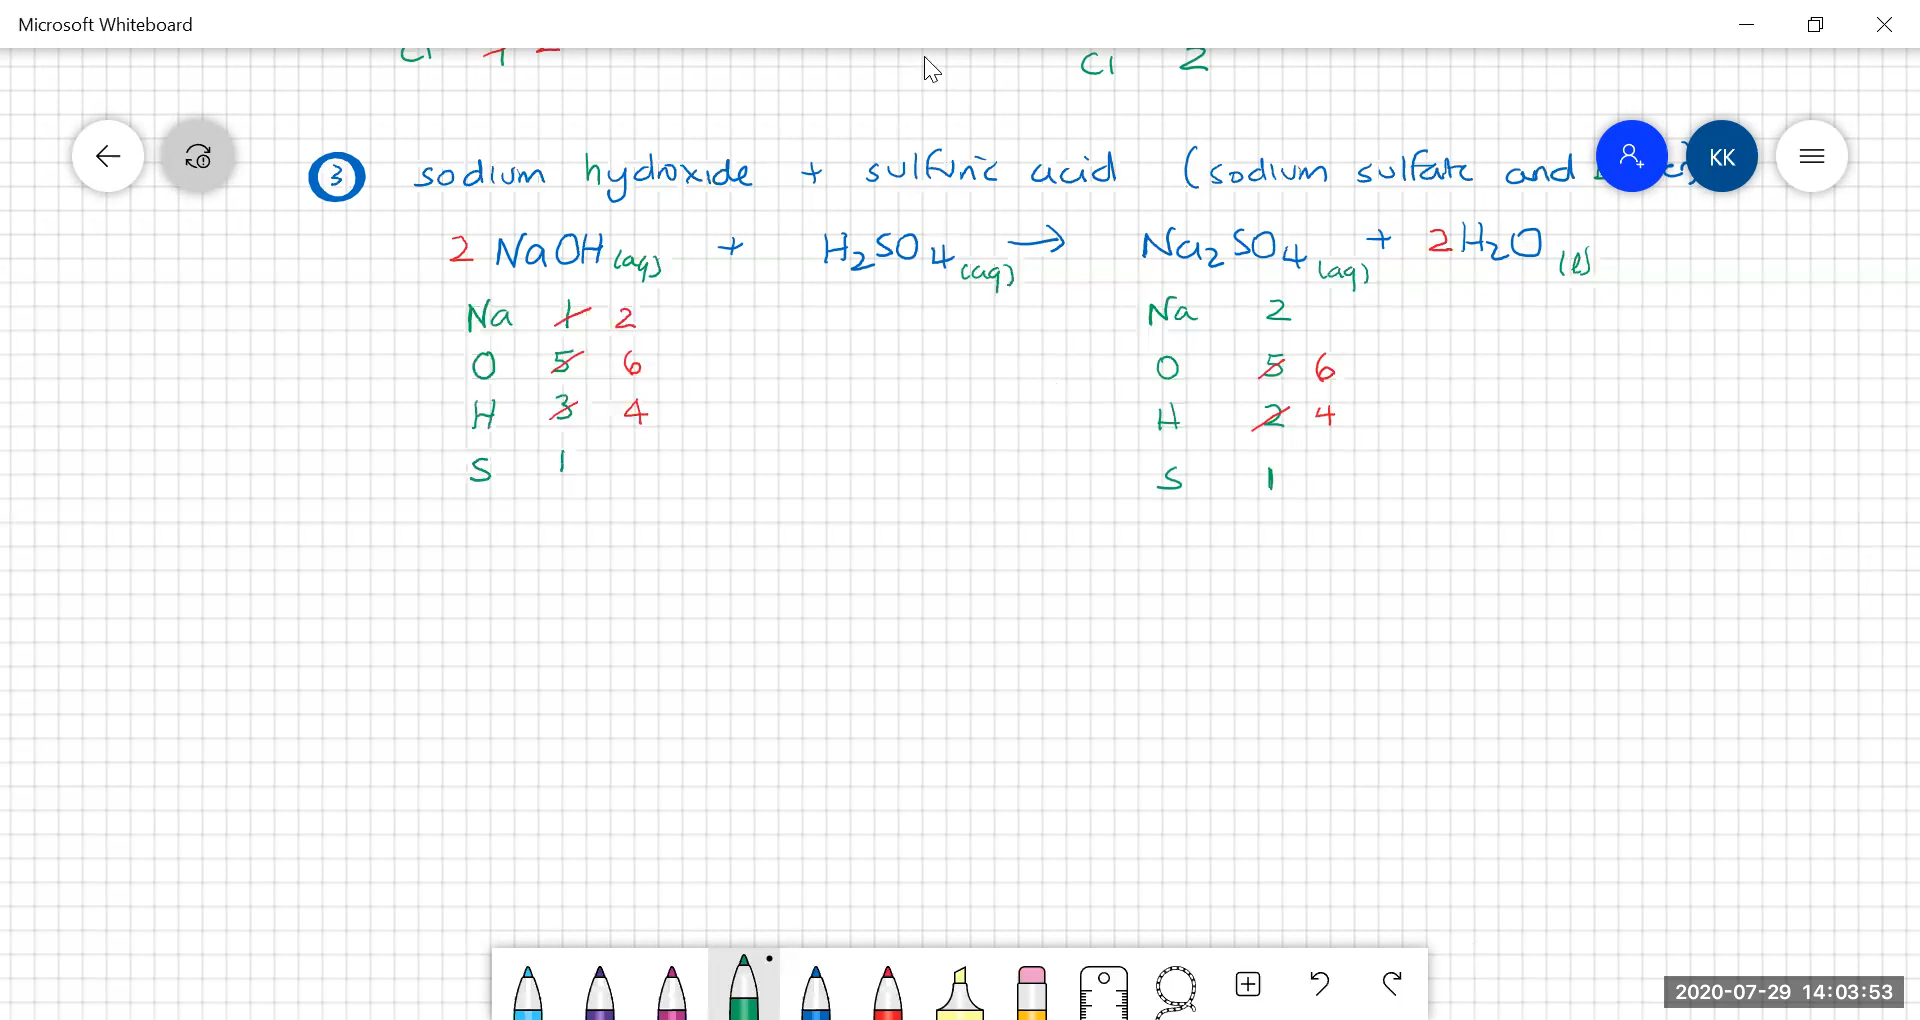 Microsoft Whiteboard
Cl 2
③ sodium hydroxide + sulfuric acid (sodium sulfate and
KK
2 NaOH(aq) + H₂SO₄(aq) → Na₂SO₄(aq) + 2H₂O(l)
Na 1 2 Na 2
O 5 6 O 5 6
H 3 4 H 2 4
S 1 S 1
2020-07-29 14:03:53